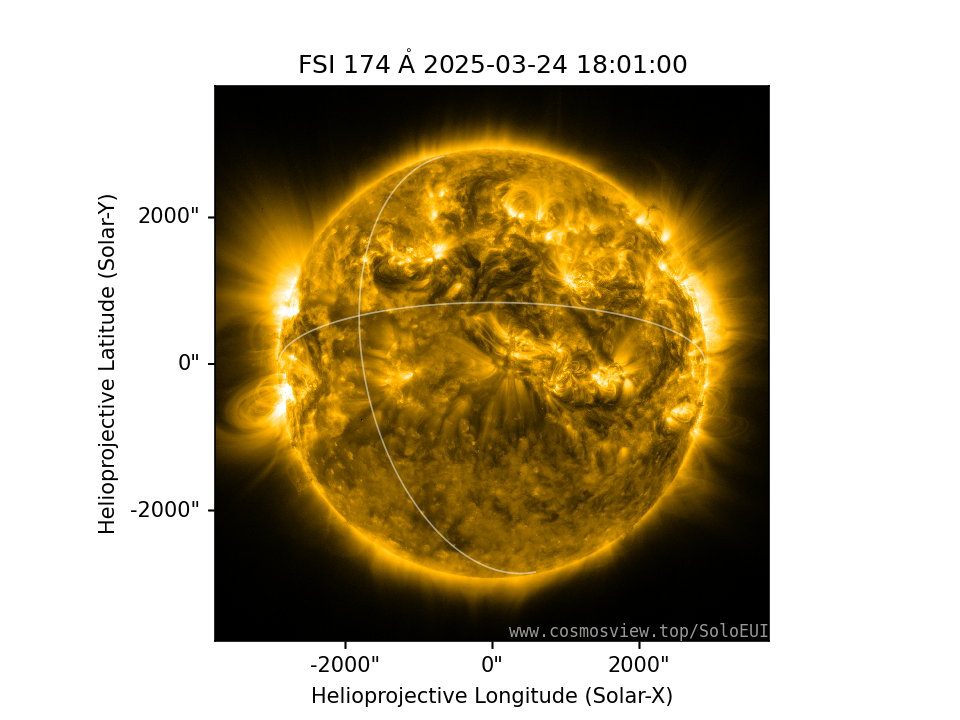 FSI 174 Å 2025-03-24 18:01:00
Helioprojective Latitude (Solar-Y)
2000"
0"
-2000"
www.cosmosview.top/SoloEUI
-2000" 0" 2000"
Helioprojective Longitude (Solar-X)